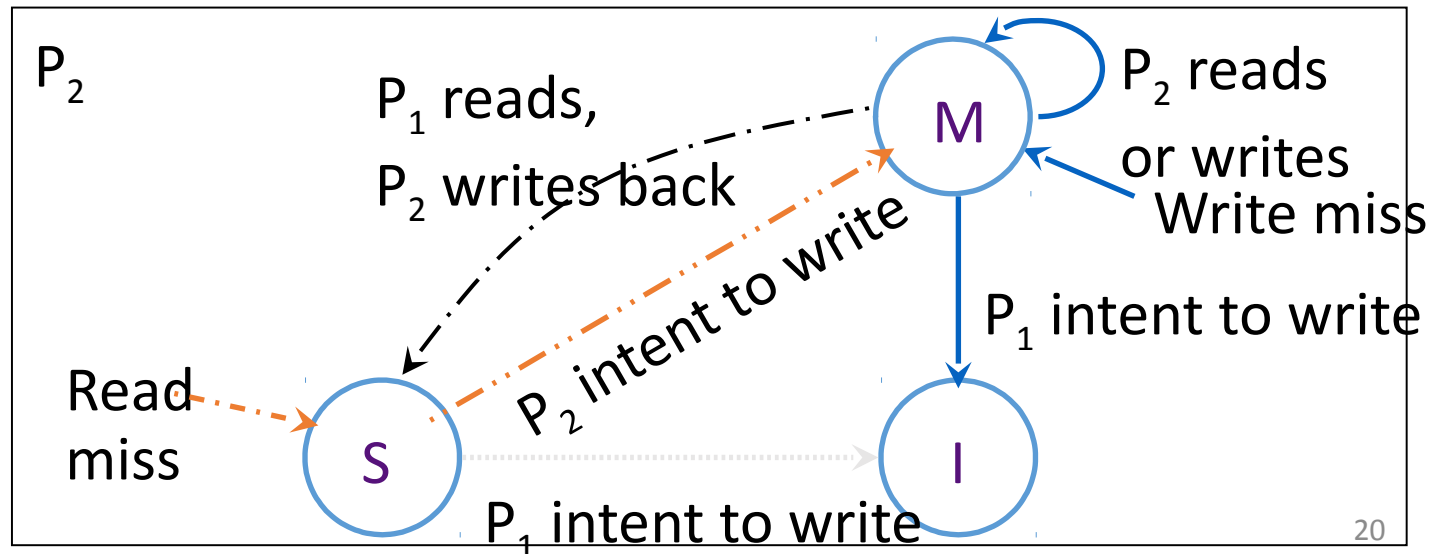 P₂
P₁ reads,
P₂ writes back
M
P₂ reads
or writes
Write miss
P₂ intent to write
P₁ intent to write
Read
miss
S
I
P₁ intent to write
20